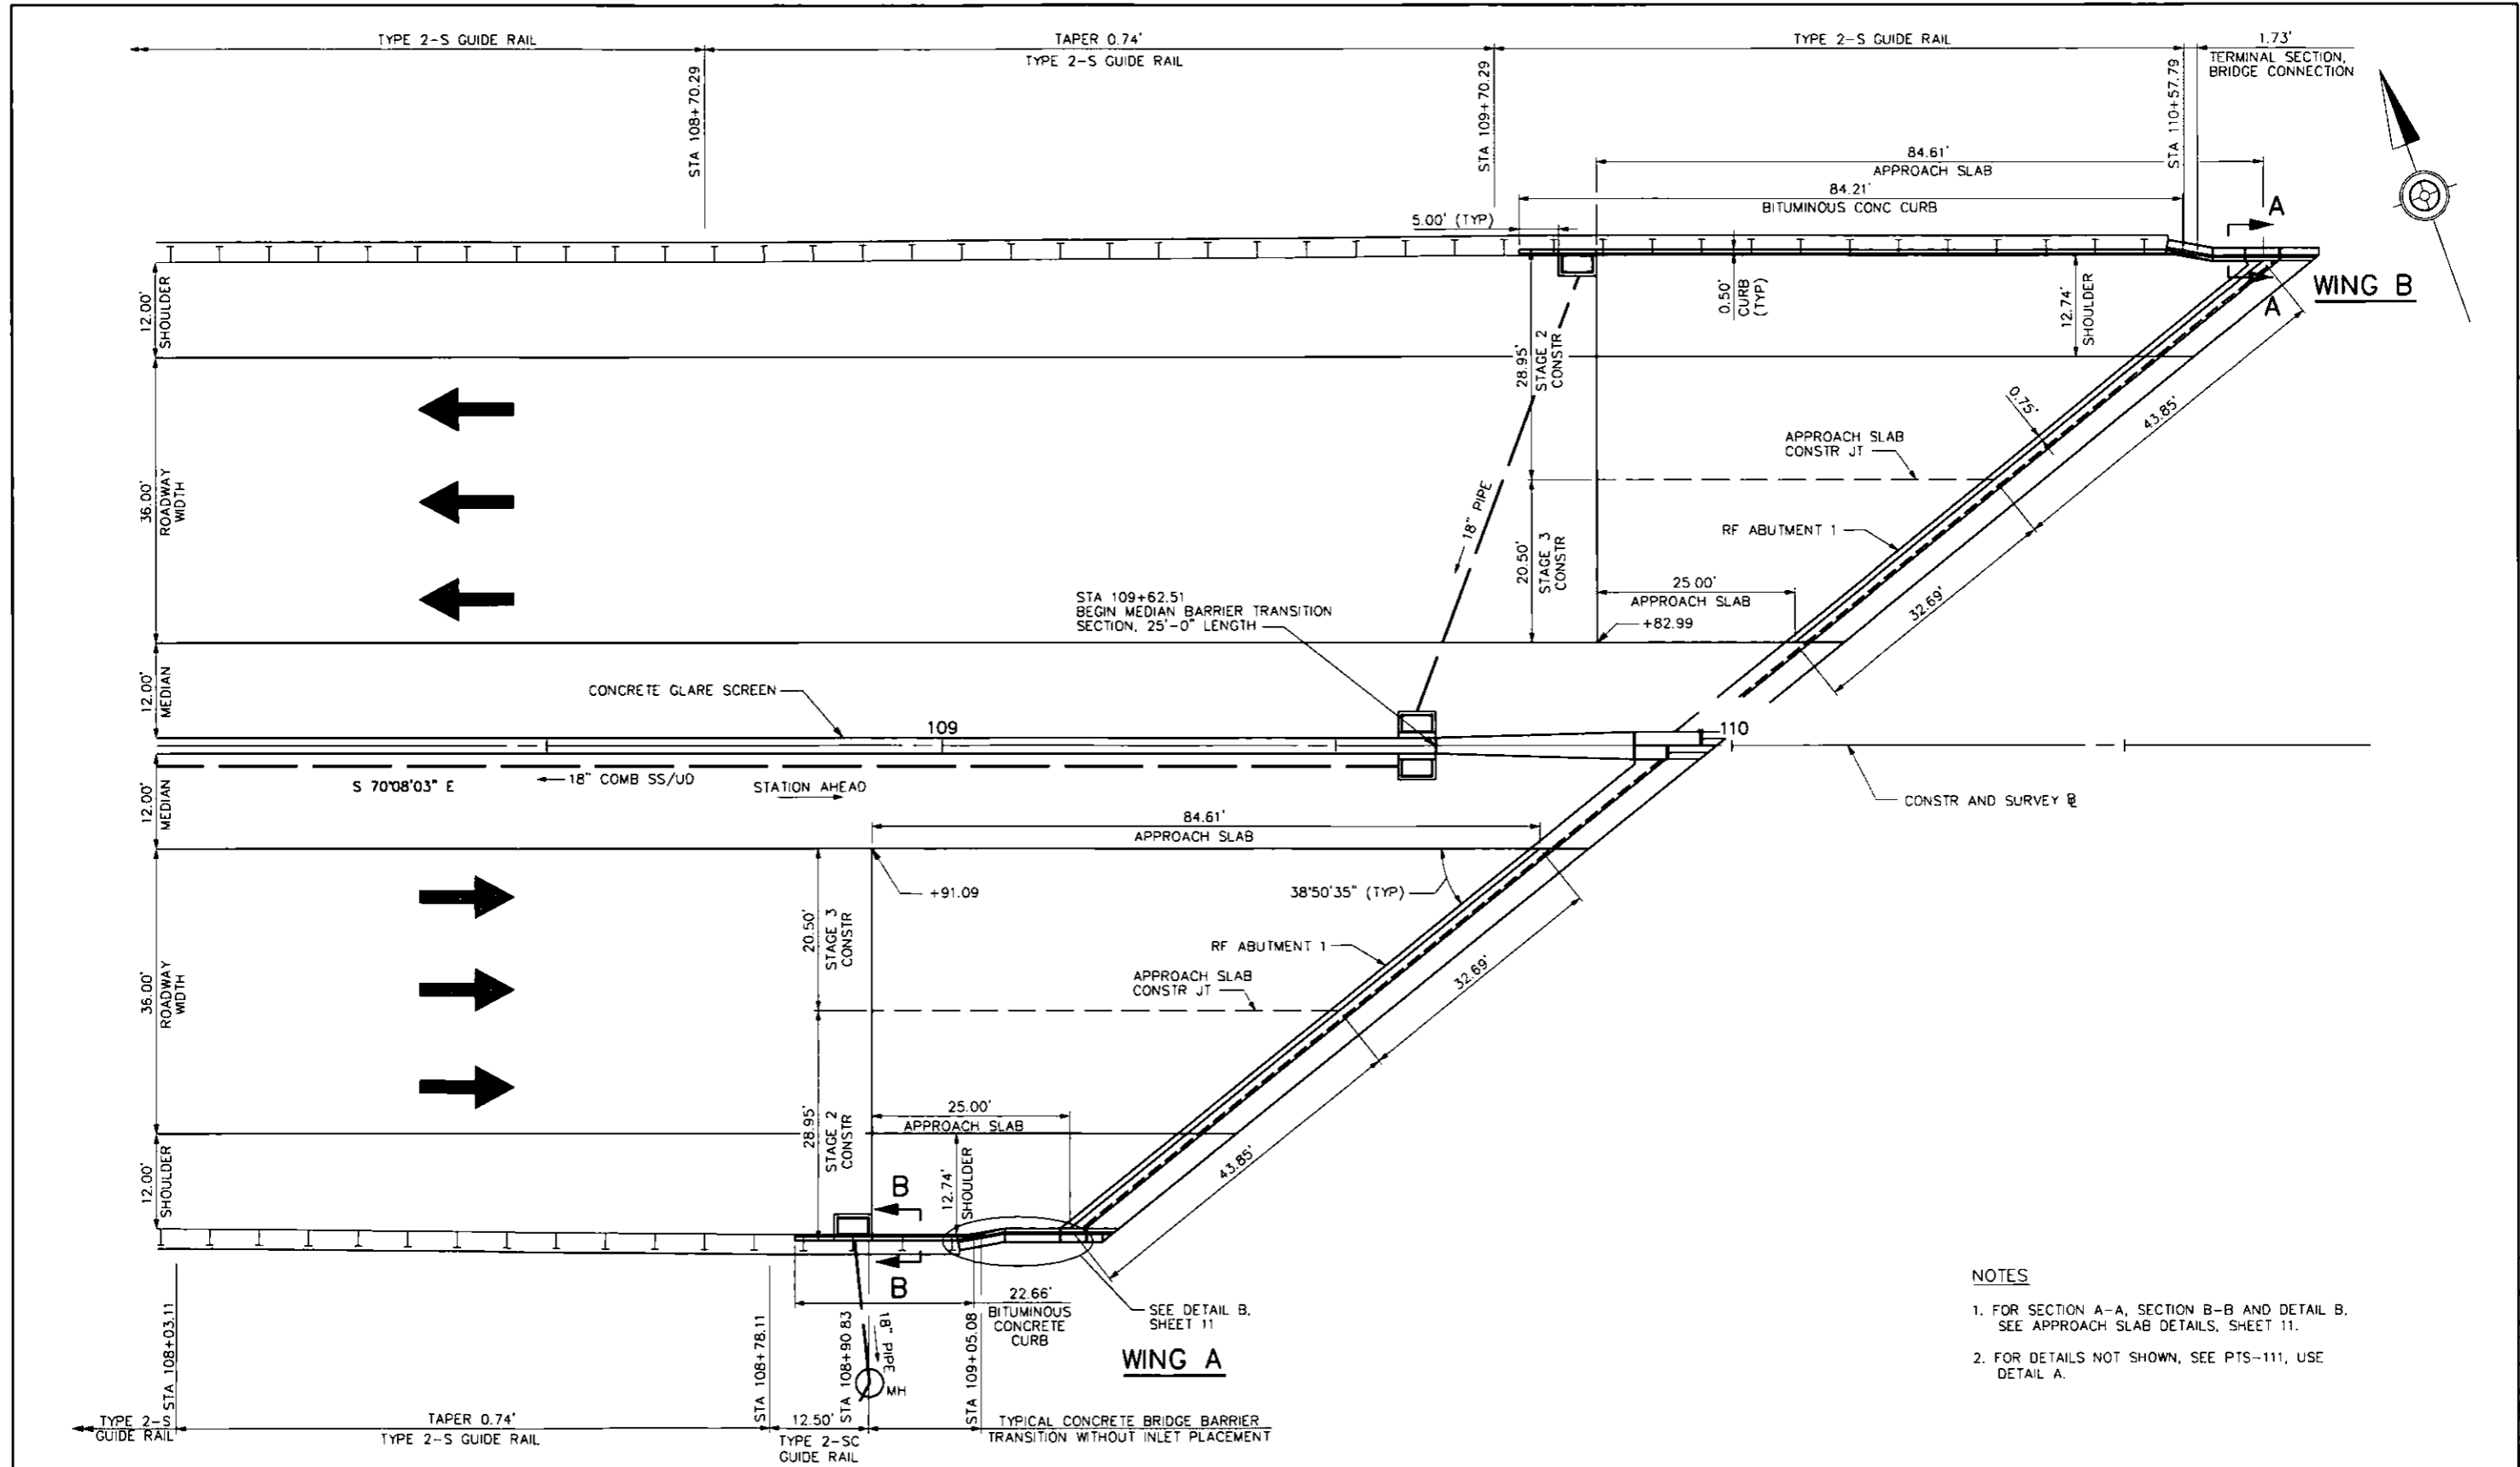 TYPE 2-S GUIDE RAIL
TAPER 0.74'
TYPE 2-S GUIDE RAIL
TYPE 2-S GUIDE RAIL
1.73'
TERMINAL SECTION,
BRIDGE CONNECTION
STA 108+70.29
STA 109+70.29
STA 110+57.79
84.61'
APPROACH SLAB
84.21'
BITUMINOUS CONC CURB
5.00' (TYP)
A
A
WING B
12.00'
SHOULDER
0.50'
CURB
(TYP)
12.74'
SHOULDER
28.95'
STAGE 2
CONSTR
0.75'
43.85'
APPROACH SLAB
CONSTR JT
36.00'
ROADWAY
WIDTH
18" PIPE
RF ABUTMENT 1
20.50'
STAGE 3
CONSTR
25.00'
APPROACH SLAB
32.69'
STA 109+62.51
BEGIN MEDIAN BARRIER TRANSITION
SECTION, 25'-0" LENGTH
+82.99
12.00'
MEDIAN
CONCRETE GLARE SCREEN
109
110
S 70°08'03" E
18" COMB SS/UD
STATION AHEAD
CONSTR AND SURVEY ℄
12.00'
MEDIAN
84.61'
APPROACH SLAB
+91.09
38°50'35" (TYP)
20.50'
STAGE 3
CONSTR
RF ABUTMENT 1
32.69'
36.00'
ROADWAY
WIDTH
APPROACH SLAB
CONSTR JT
28.95'
STAGE 2
CONSTR
25.00'
APPROACH SLAB
43.85'
12.00'
SHOULDER
12.74'
SHOULDER
B
B
22.66'
BITUMINOUS
CONCRETE
CURB
SEE DETAIL B,
SHEET 11
WING A
STA 108+03.11
STA 108+78.11
STA 108+90.83
18" PIPE
MH
STA 109+05.08
TYPE 2-S
GUIDE RAIL
TAPER 0.74'
TYPE 2-S GUIDE RAIL
12.50'
TYPE 2-SC
GUIDE RAIL
TYPICAL CONCRETE BRIDGE BARRIER
TRANSITION WITHOUT INLET PLACEMENT
NOTES
1. FOR SECTION A-A, SECTION B-B AND DETAIL B,
SEE APPROACH SLAB DETAILS, SHEET 11.
2. FOR DETAILS NOT SHOWN, SEE PTS-111, USE
DETAIL A.